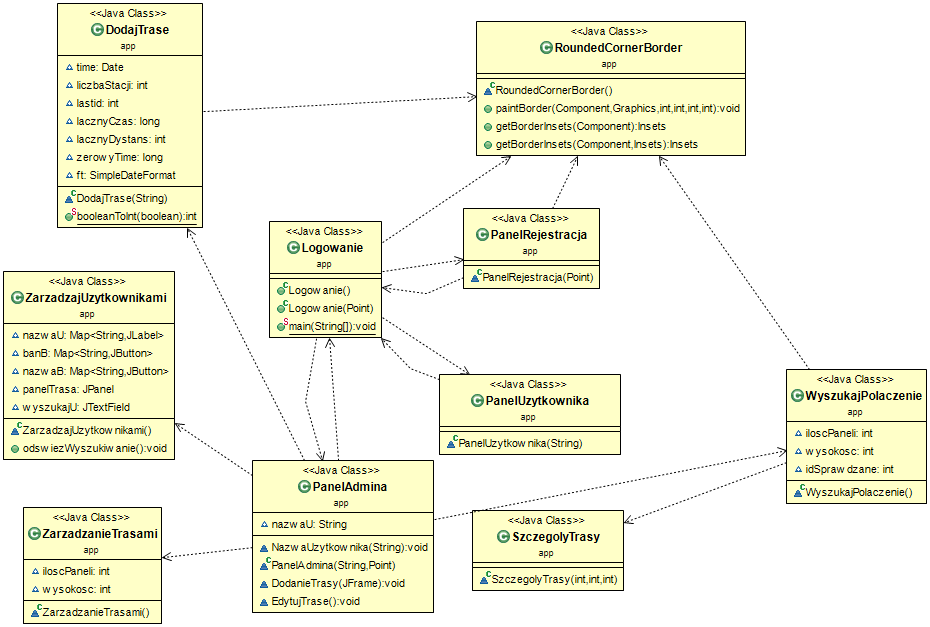 <<Java Class>>
DodajTrase
app
time: Date
liczbaStacji: int
lastid: int
lacznyCzas: long
lacznyDystans: int
zerowyTime: long
ft: SimpleDateFormat
DodajTrase(String)
booleanToInt(boolean):int
<<Java Class>>
RoundedCornerBorder
app
RoundedCornerBorder()
paintBorder(Component,Graphics,int,int,int,int):void
getBorderInsets(Component):Insets
getBorderInsets(Component,Insets):Insets
<<Java Class>>
Logowanie
app
Logowanie()
Logowanie(Point)
main(String[]):void
<<Java Class>>
PanelRejestracja
app
PanelRejestracja(Point)
<<Java Class>>
ZarzadzajUzytkownikami
app
nazwaU: Map<String,JLabel>
banB: Map<String,JButton>
nazwaB: Map<String,JButton>
panelTrasa: JPanel
wyszukajU: JTextField
ZarzadzajUzytkownikami()
odswiezWyszukiwanie():void
<<Java Class>>
PanelUzytkownika
app
PanelUzytkownika(String)
<<Java Class>>
WyszukajPolaczenie
app
iloscPaneli: int
wysokosc: int
idSprawdzane: int
WyszukajPolaczenie()
<<Java Class>>
PanelAdmina
app
nazwaU: String
NazwaUzytkownika(String):void
PanelAdmina(String,Point)
DodanieTrasy(JFrame):void
EdytujTrase():void
<<Java Class>>
ZarzadzanieTrasami
app
iloscPaneli: int
wysokosc: int
ZarzadzanieTrasami()
<<Java Class>>
SzczegolyTrasy
app
SzczegolyTrasy(int,int,int)